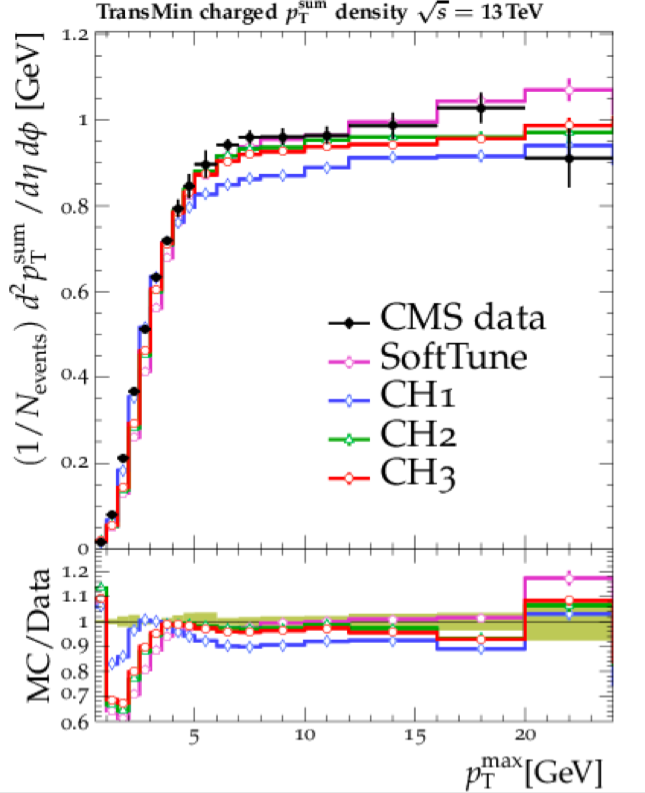 TransMin charged p_T^sum density √s = 13 TeV
(1/N_events) d²p_T^sum/dη dϕ [GeV]
1.2
1
0.8
0.6
0.4
0.2
0
CMS data
SoftTune
CH1
CH2
CH3
MC/Data
1.2
1.1
1
0.9
0.8
0.7
0.6
5 10 15 20
p_T^max[GeV]